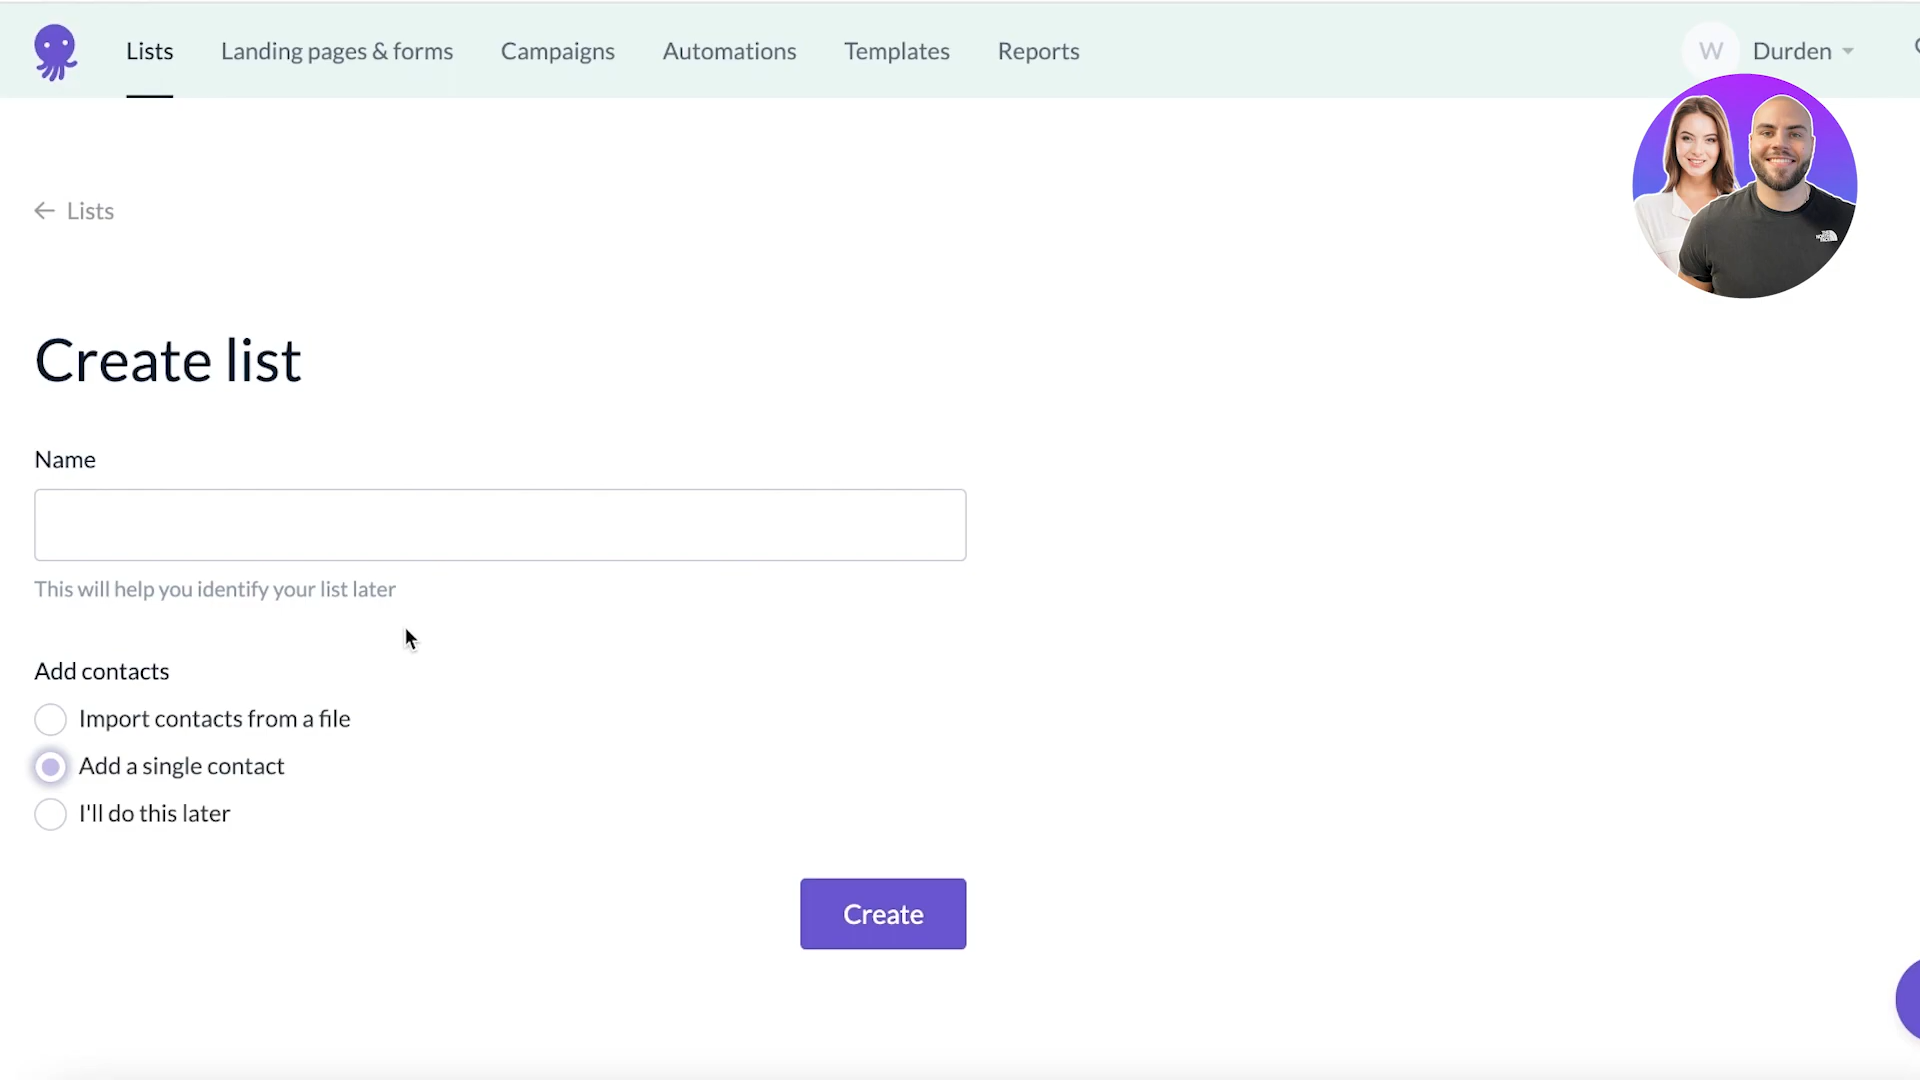 Lists
Landing pages & forms
Campaigns
Automations
Templates
Reports
W
Durden
← Lists
Create list
Name
This will help you identify your list later
Add contacts
Import contacts from a file
Add a single contact
I'll do this later
Create